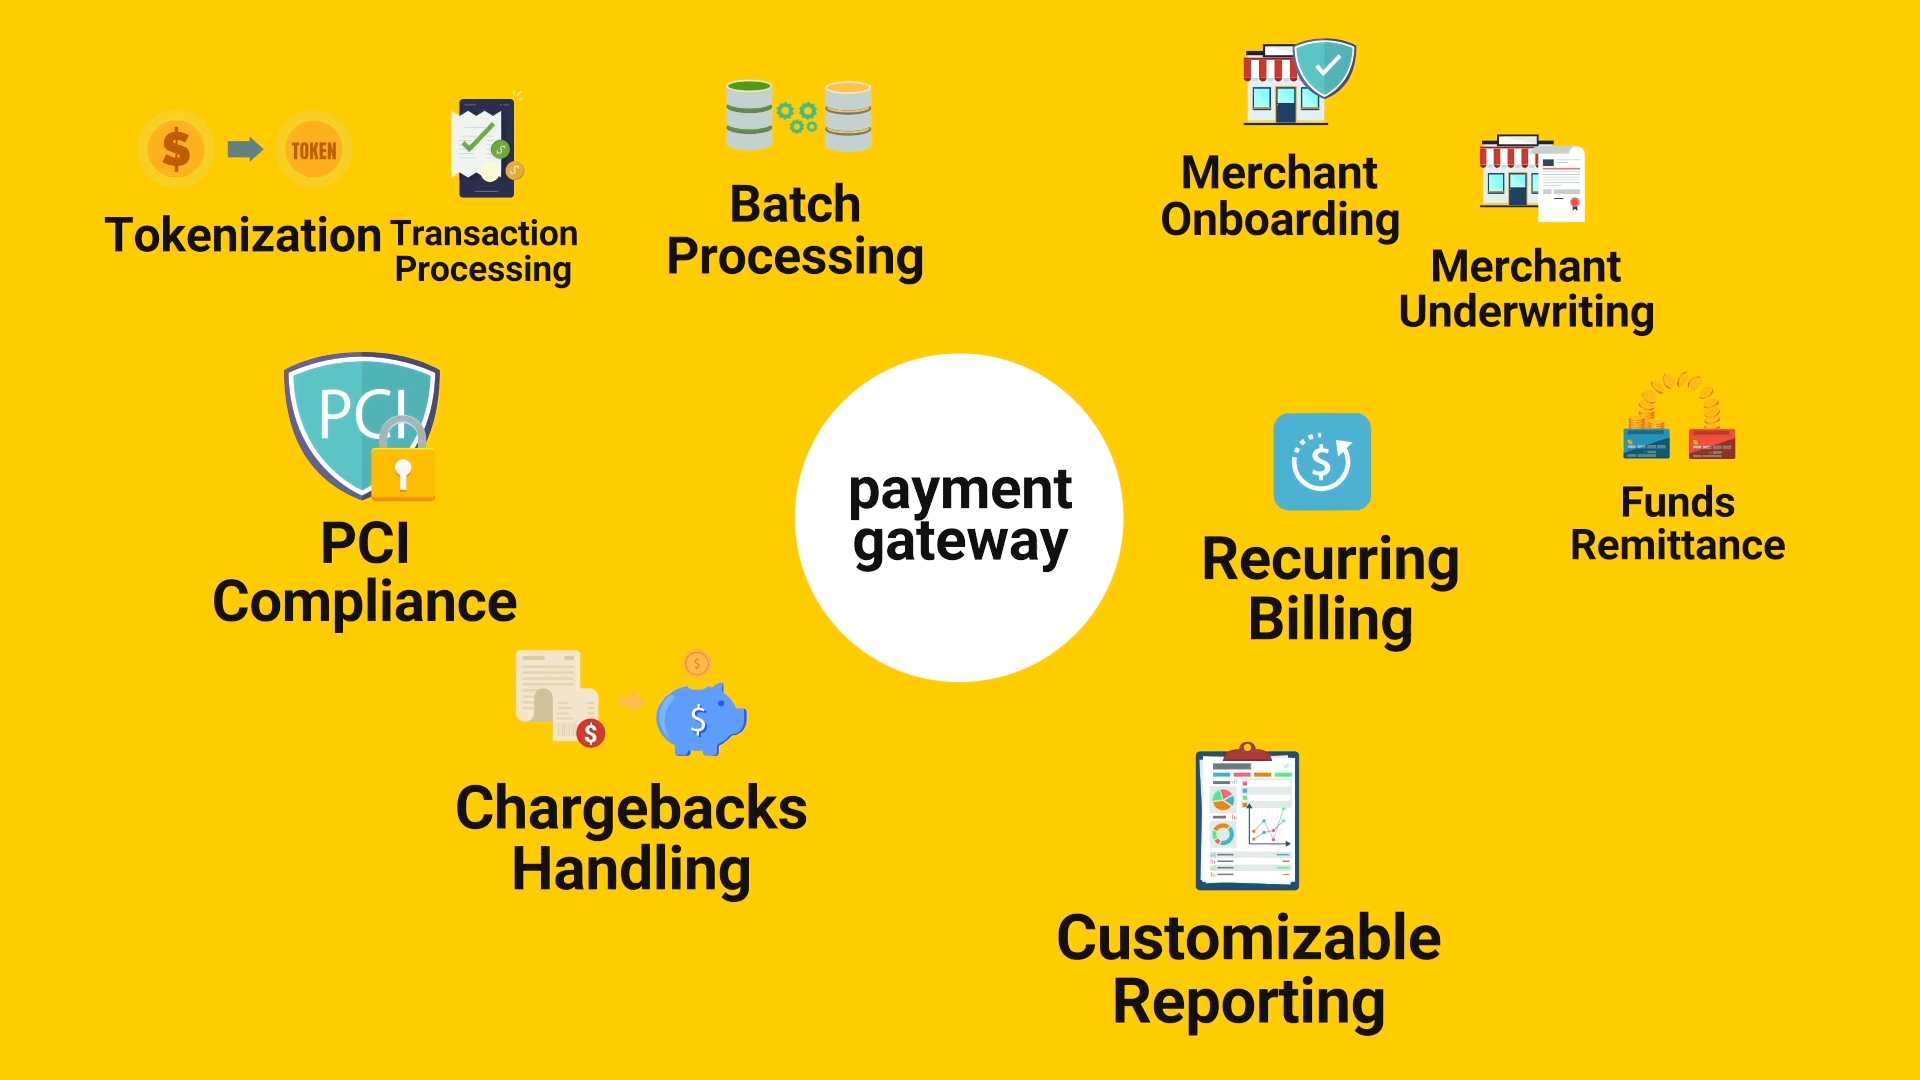 TOKEN
Tokenization
Transaction
Processing
Batch
Processing
Merchant
Onboarding
Merchant
Underwriting
PCI
PCI
Compliance
payment
gateway
$
Recurring
Billing
Funds
Remittance
$
$
Chargebacks
Handling
Customizable
Reporting